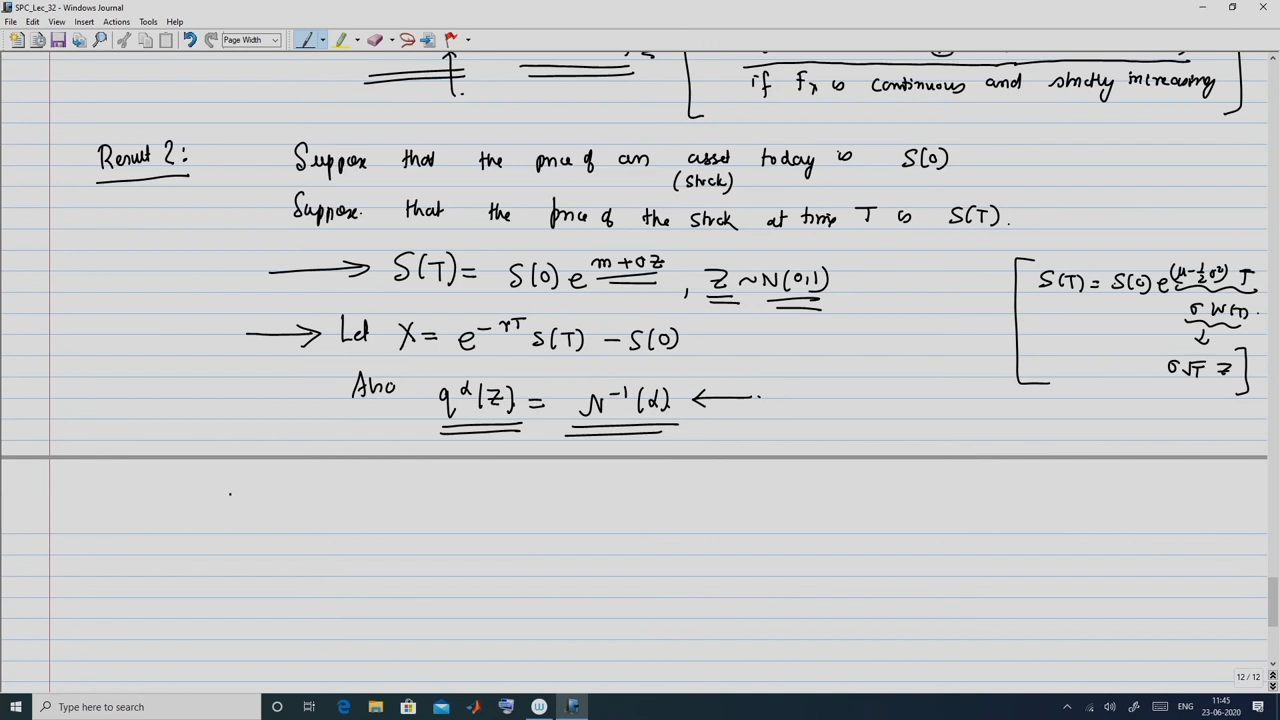 SPC_Lec_32 - Windows Journal
File Edit View Insert Actions Tools Help
Page Width
if Fx is continuous and strictly increasing
Result 2: Suppose that the price of an asset today is S(0)
(stock)
Suppose that the price of the stock at time T is S(T).
→ S(T) = S(0) e^{m+σZ}, Z ~ N(0,1)
S(T) = S(0) e^{(μ-½σ²)T
σ W(T)
↓
σ√T Z
→ Let X = e^{-rT} S(T) - S(0)
Also q^α(Z) = N^{-1}(α) ←
12 / 12
Type here to search
ENG
11:45
23-06-2020